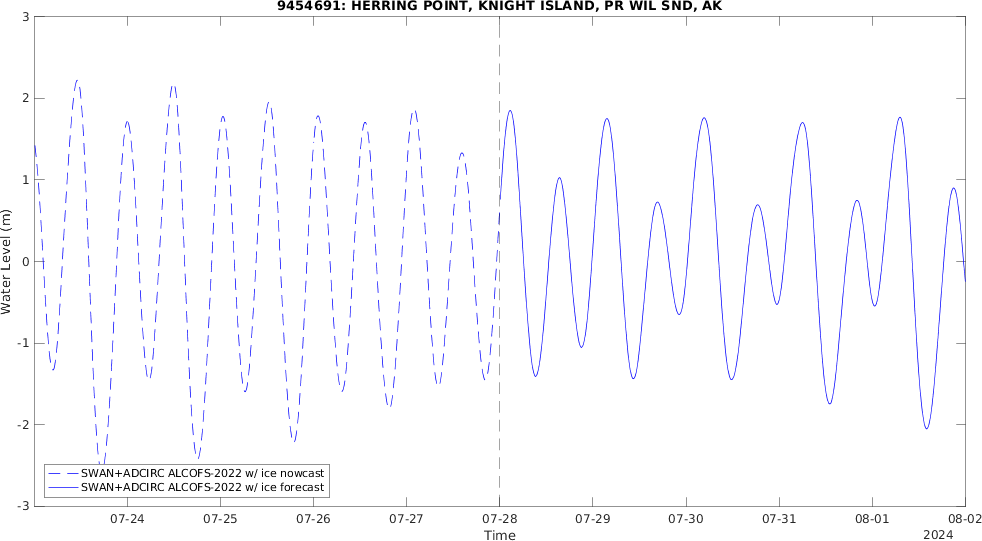 9454691: HERRING POINT, KNIGHT ISLAND, PR WIL SND, AK
3
2
1
0
-1
-2
-3
Water Level (m)
SWAN+ADCIRC ALCOFS-2022 w/ ice nowcast
SWAN+ADCIRC ALCOFS-2022 w/ ice forecast
07-24 07-25 07-26 07-27 07-28 07-29 07-30 07-31 08-01 08-02
Time
2024